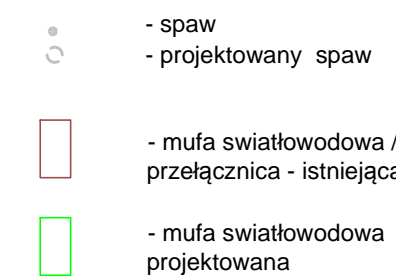 - spaw
- projektowany spaw
- mufa swiatłowodowa /
przełącznica - istniejąca
- mufa swiatłowodowa
projektowana